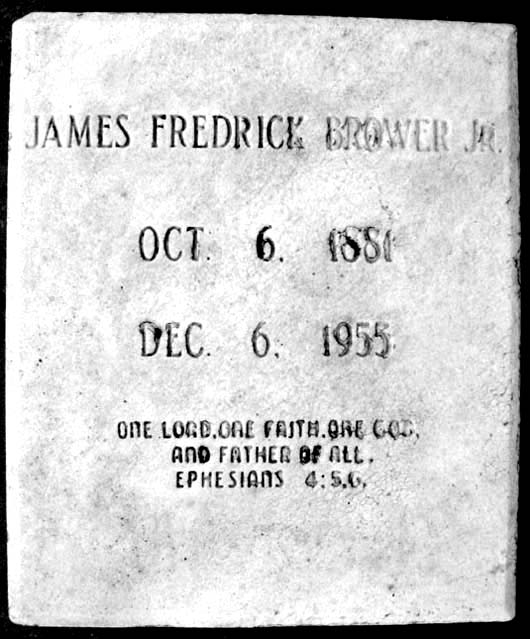 JAMES FREDRICK BROWER JR.
OCT. 6. 1881
DEC. 6. 1955
ONE LORD, ONE FAITH, ONE GOD,
AND FATHER OF ALL.
EPHESIANS 4:5,6,